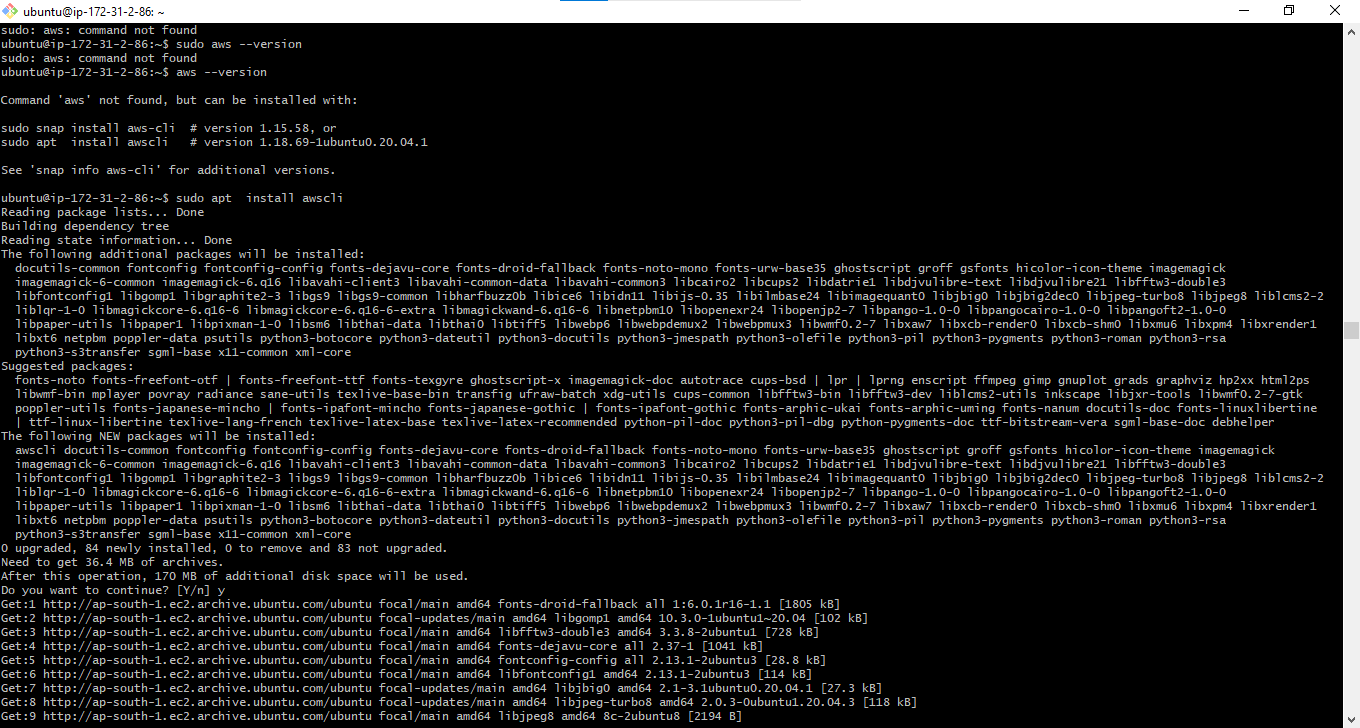 ubuntu@ip-172-31-2-86: ~
sudo: aws: command not found
ubuntu@ip-172-31-2-86:~$ sudo aws --version
sudo: aws: command not found
ubuntu@ip-172-31-2-86:~$ aws --version
Command 'aws' not found, but can be installed with:
sudo snap install aws-cli  # version 1.15.58, or
sudo apt  install awscli   # version 1.18.69-1ubuntu0.20.04.1
See 'snap info aws-cli' for additional versions.
ubuntu@ip-172-31-2-86:~$ sudo apt  install awscli
Reading package lists... Done
Building dependency tree
Reading state information... Done
The following additional packages will be installed:
  docutils-common fontconfig fontconfig-config fonts-dejavu-core fonts-droid-fallback fonts-noto-mono fonts-urw-base35 ghostscript groff gsfonts hicolor-icon-theme imagemagick
  imagemagick-6-common imagemagick-6.q16 libavahi-client3 libavahi-common-data libavahi-common3 libcairo2 libcups2 libdatrie1 libdjvulibre-text libdjvulibre21 libfftw3-double3
  libfontconfig1 libgomp1 libgraphite2-3 libgs9 libgs9-common libharfbuzz0b libice6 libidn11 libijs-0.35 libilmbase24 libimagequant0 libjbig0 libjbig2dec0 libjpeg-turbo8 libjpeg8 liblcms2-2
  liblqr-1-0 libmagickcore-6.q16-6 libmagickcore-6.q16-6-extra libmagickwand-6.q16-6 libnetpbm10 libopenexr24 libopenjp2-7 libpango-1.0-0 libpangocairo-1.0-0 libpangoft2-1.0-0
  libpaper-utils libpaper1 libpixman-1-0 libsm6 libthai-data libthai0 libtiff5 libwebp6 libwebpdemux2 libwebpmux3 libwmf0.2-7 libxaw7 libxcb-render0 libxcb-shm0 libxmu6 libxpm4 libxrender1
  libxt6 netpbm poppler-data psutils python3-botocore python3-dateutil python3-docutils python3-jmespath python3-olefile python3-pil python3-pygments python3-roman python3-rsa
  python3-s3transfer sgml-base x11-common xml-core
Suggested packages:
  fonts-noto fonts-freefont-otf | fonts-freefont-ttf fonts-texgyre ghostscript-x imagemagick-doc autotrace cups-bsd | lpr | lprng enscript ffmpeg gimp gnuplot grads graphviz hp2xx html2ps
  libwmf-bin mplayer povray radiance sane-utils texlive-base-bin transfig ufraw-batch xdg-utils cups-common libfftw3-bin libfftw3-dev liblcms2-utils inkscape libjxr-tools libwmf0.2-7-gtk
  poppler-utils fonts-japanese-mincho | fonts-ipafont-mincho fonts-japanese-gothic | fonts-ipafont-gothic fonts-arphic-ukai fonts-arphic-uming fonts-nanum docutils-doc fonts-linuxlibertine
  | ttf-linux-libertine texlive-lang-french texlive-latex-base texlive-latex-recommended python-pil-doc python3-pil-dbg python-pygments-doc ttf-bitstream-vera sgml-base-doc debhelper
The following NEW packages will be installed:
  awscli docutils-common fontconfig fontconfig-config fonts-dejavu-core fonts-droid-fallback fonts-noto-mono fonts-urw-base35 ghostscript groff gsfonts hicolor-icon-theme imagemagick
  imagemagick-6-common imagemagick-6.q16 libavahi-client3 libavahi-common-data libavahi-common3 libcairo2 libcups2 libdatrie1 libdjvulibre-text libdjvulibre21 libfftw3-double3
  libfontconfig1 libgomp1 libgraphite2-3 libgs9 libgs9-common libharfbuzz0b libice6 libidn11 libijs-0.35 libilmbase24 libimagequant0 libjbig0 libjbig2dec0 libjpeg-turbo8 libjpeg8 liblcms2-2
  liblqr-1-0 libmagickcore-6.q16-6 libmagickcore-6.q16-6-extra libmagickwand-6.q16-6 libnetpbm10 libopenexr24 libopenjp2-7 libpango-1.0-0 libpangocairo-1.0-0 libpangoft2-1.0-0
  libpaper-utils libpaper1 libpixman-1-0 libsm6 libthai-data libthai0 libtiff5 libwebp6 libwebpdemux2 libwebpmux3 libwmf0.2-7 libxaw7 libxcb-render0 libxcb-shm0 libxmu6 libxpm4 libxrender1
  libxt6 netpbm poppler-data psutils python3-botocore python3-dateutil python3-docutils python3-jmespath python3-olefile python3-pil python3-pygments python3-roman python3-rsa
  python3-s3transfer sgml-base x11-common xml-core
0 upgraded, 84 newly installed, 0 to remove and 83 not upgraded.
Need to get 36.4 MB of archives.
After this operation, 170 MB of additional disk space will be used.
Do you want to continue? [Y/n] y
Get:1 http://ap-south-1.ec2.archive.ubuntu.com/ubuntu focal/main amd64 fonts-droid-fallback all 1:6.0.1r16-1.1 [1805 kB]
Get:2 http://ap-south-1.ec2.archive.ubuntu.com/ubuntu focal-updates/main amd64 libgomp1 amd64 10.3.0-1ubuntu1~20.04 [102 kB]
Get:3 http://ap-south-1.ec2.archive.ubuntu.com/ubuntu focal/main amd64 libfftw3-double3 amd64 3.3.8-2ubuntu1 [728 kB]
Get:4 http://ap-south-1.ec2.archive.ubuntu.com/ubuntu focal/main amd64 fonts-dejavu-core all 2.37-1 [1041 kB]
Get:5 http://ap-south-1.ec2.archive.ubuntu.com/ubuntu focal/main amd64 fontconfig-config all 2.13.1-2ubuntu3 [28.8 kB]
Get:6 http://ap-south-1.ec2.archive.ubuntu.com/ubuntu focal/main amd64 libfontconfig1 amd64 2.13.1-2ubuntu3 [114 kB]
Get:7 http://ap-south-1.ec2.archive.ubuntu.com/ubuntu focal-updates/main amd64 libjbig0 amd64 2.1-3.1ubuntu0.20.04.1 [27.3 kB]
Get:8 http://ap-south-1.ec2.archive.ubuntu.com/ubuntu focal-updates/main amd64 libjpeg-turbo8 amd64 2.0.3-0ubuntu1.20.04.3 [118 kB]
Get:9 http://ap-south-1.ec2.archive.ubuntu.com/ubuntu focal/main amd64 libjpeg8 amd64 8c-2ubuntu8 [2194 B]